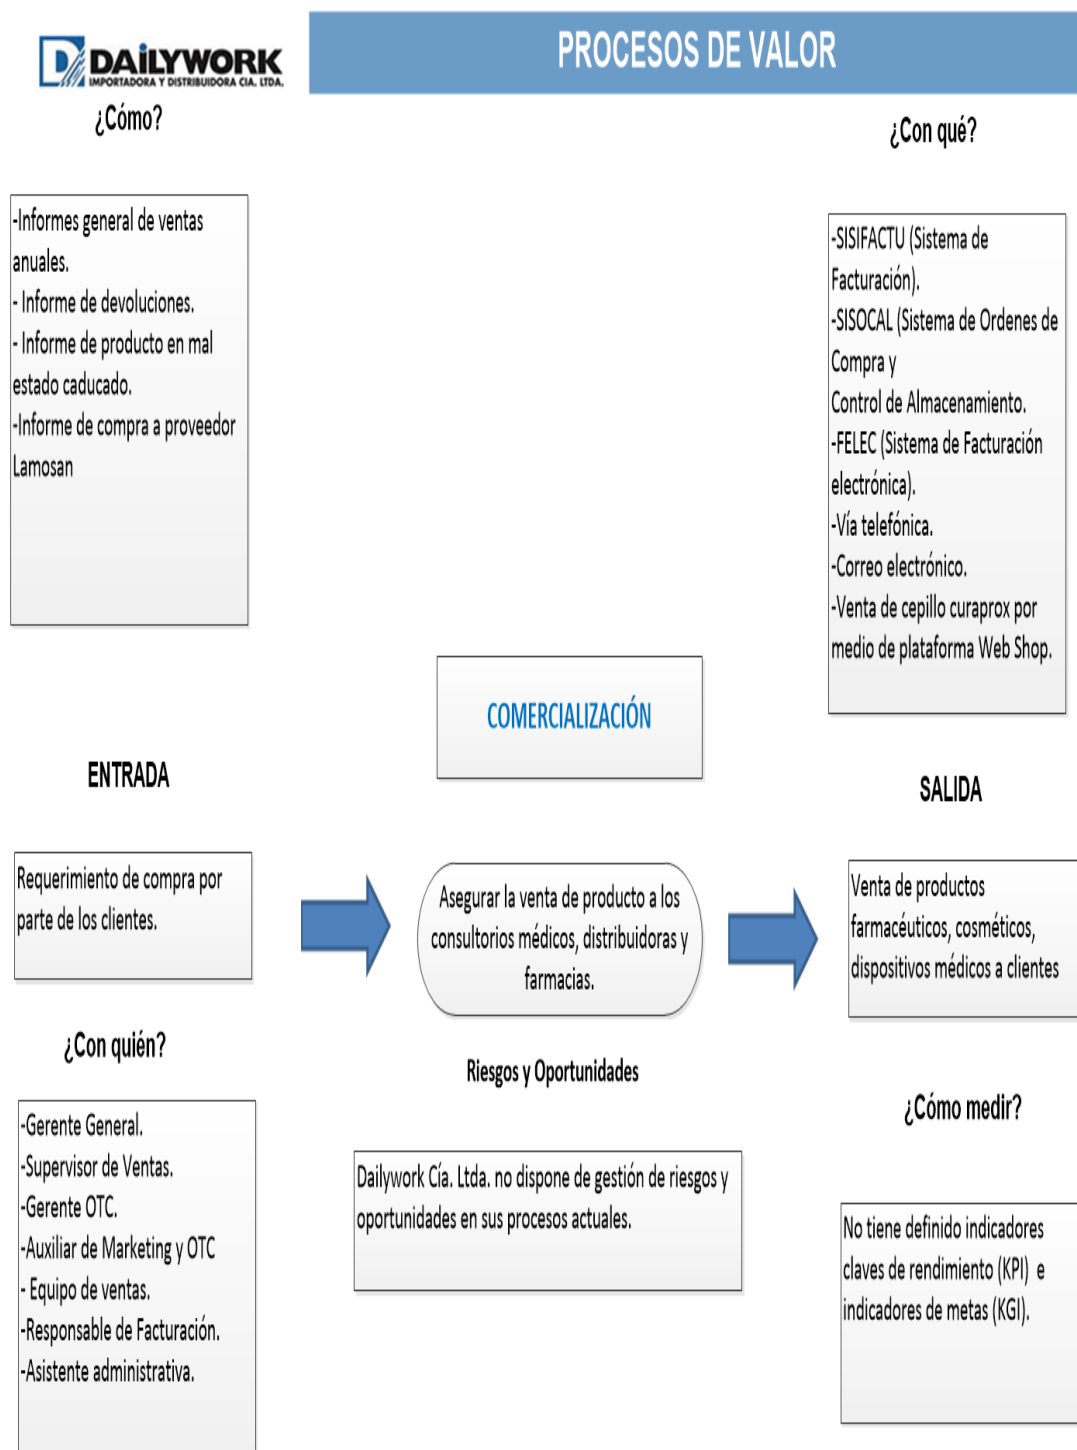 DAiLYWORK
IMPORTADORA Y DISTRIBUIDORA CIA. LTDA.
PROCESOS DE VALOR
¿Cómo?
-Informes general de ventas
anuales.
- Informe de devoluciones.
- Informe de producto en mal
estado caducado.
-Informe de compra a proveedor
Lamosan
¿Con qué?
-SISIFACTU (Sistema de
Facturación).
-SISOCAL (Sistema de Ordenes de
Compra y
Control de Almacenamiento.
-FELEC (Sistema de Facturación
electrónica).
-Vía telefónica.
-Correo electrónico.
-Venta de cepillo curaprox por
medio de plataforma Web Shop.
COMERCIALIZACIÓN
ENTRADA
Requerimiento de compra por
parte de los clientes.
Asegurar la venta de producto a los
consultorios médicos, distribuidoras y
farmacias.
SALIDA
Venta de productos
farmacéuticos, cosméticos,
dispositivos médicos a clientes
¿Con quién?
-Gerente General.
-Supervisor de Ventas.
-Gerente OTC.
-Auxiliar de Marketing y OTC
- Equipo de ventas.
-Responsable de Facturación.
-Asistente administrativa.
Riesgos y Oportunidades
Dailywork Cía. Ltda. no dispone de gestión de riesgos y
oportunidades en sus procesos actuales.
¿Cómo medir?
No tiene definido indicadores
claves de rendimiento (KPI) e
indicadores de metas (KGI).